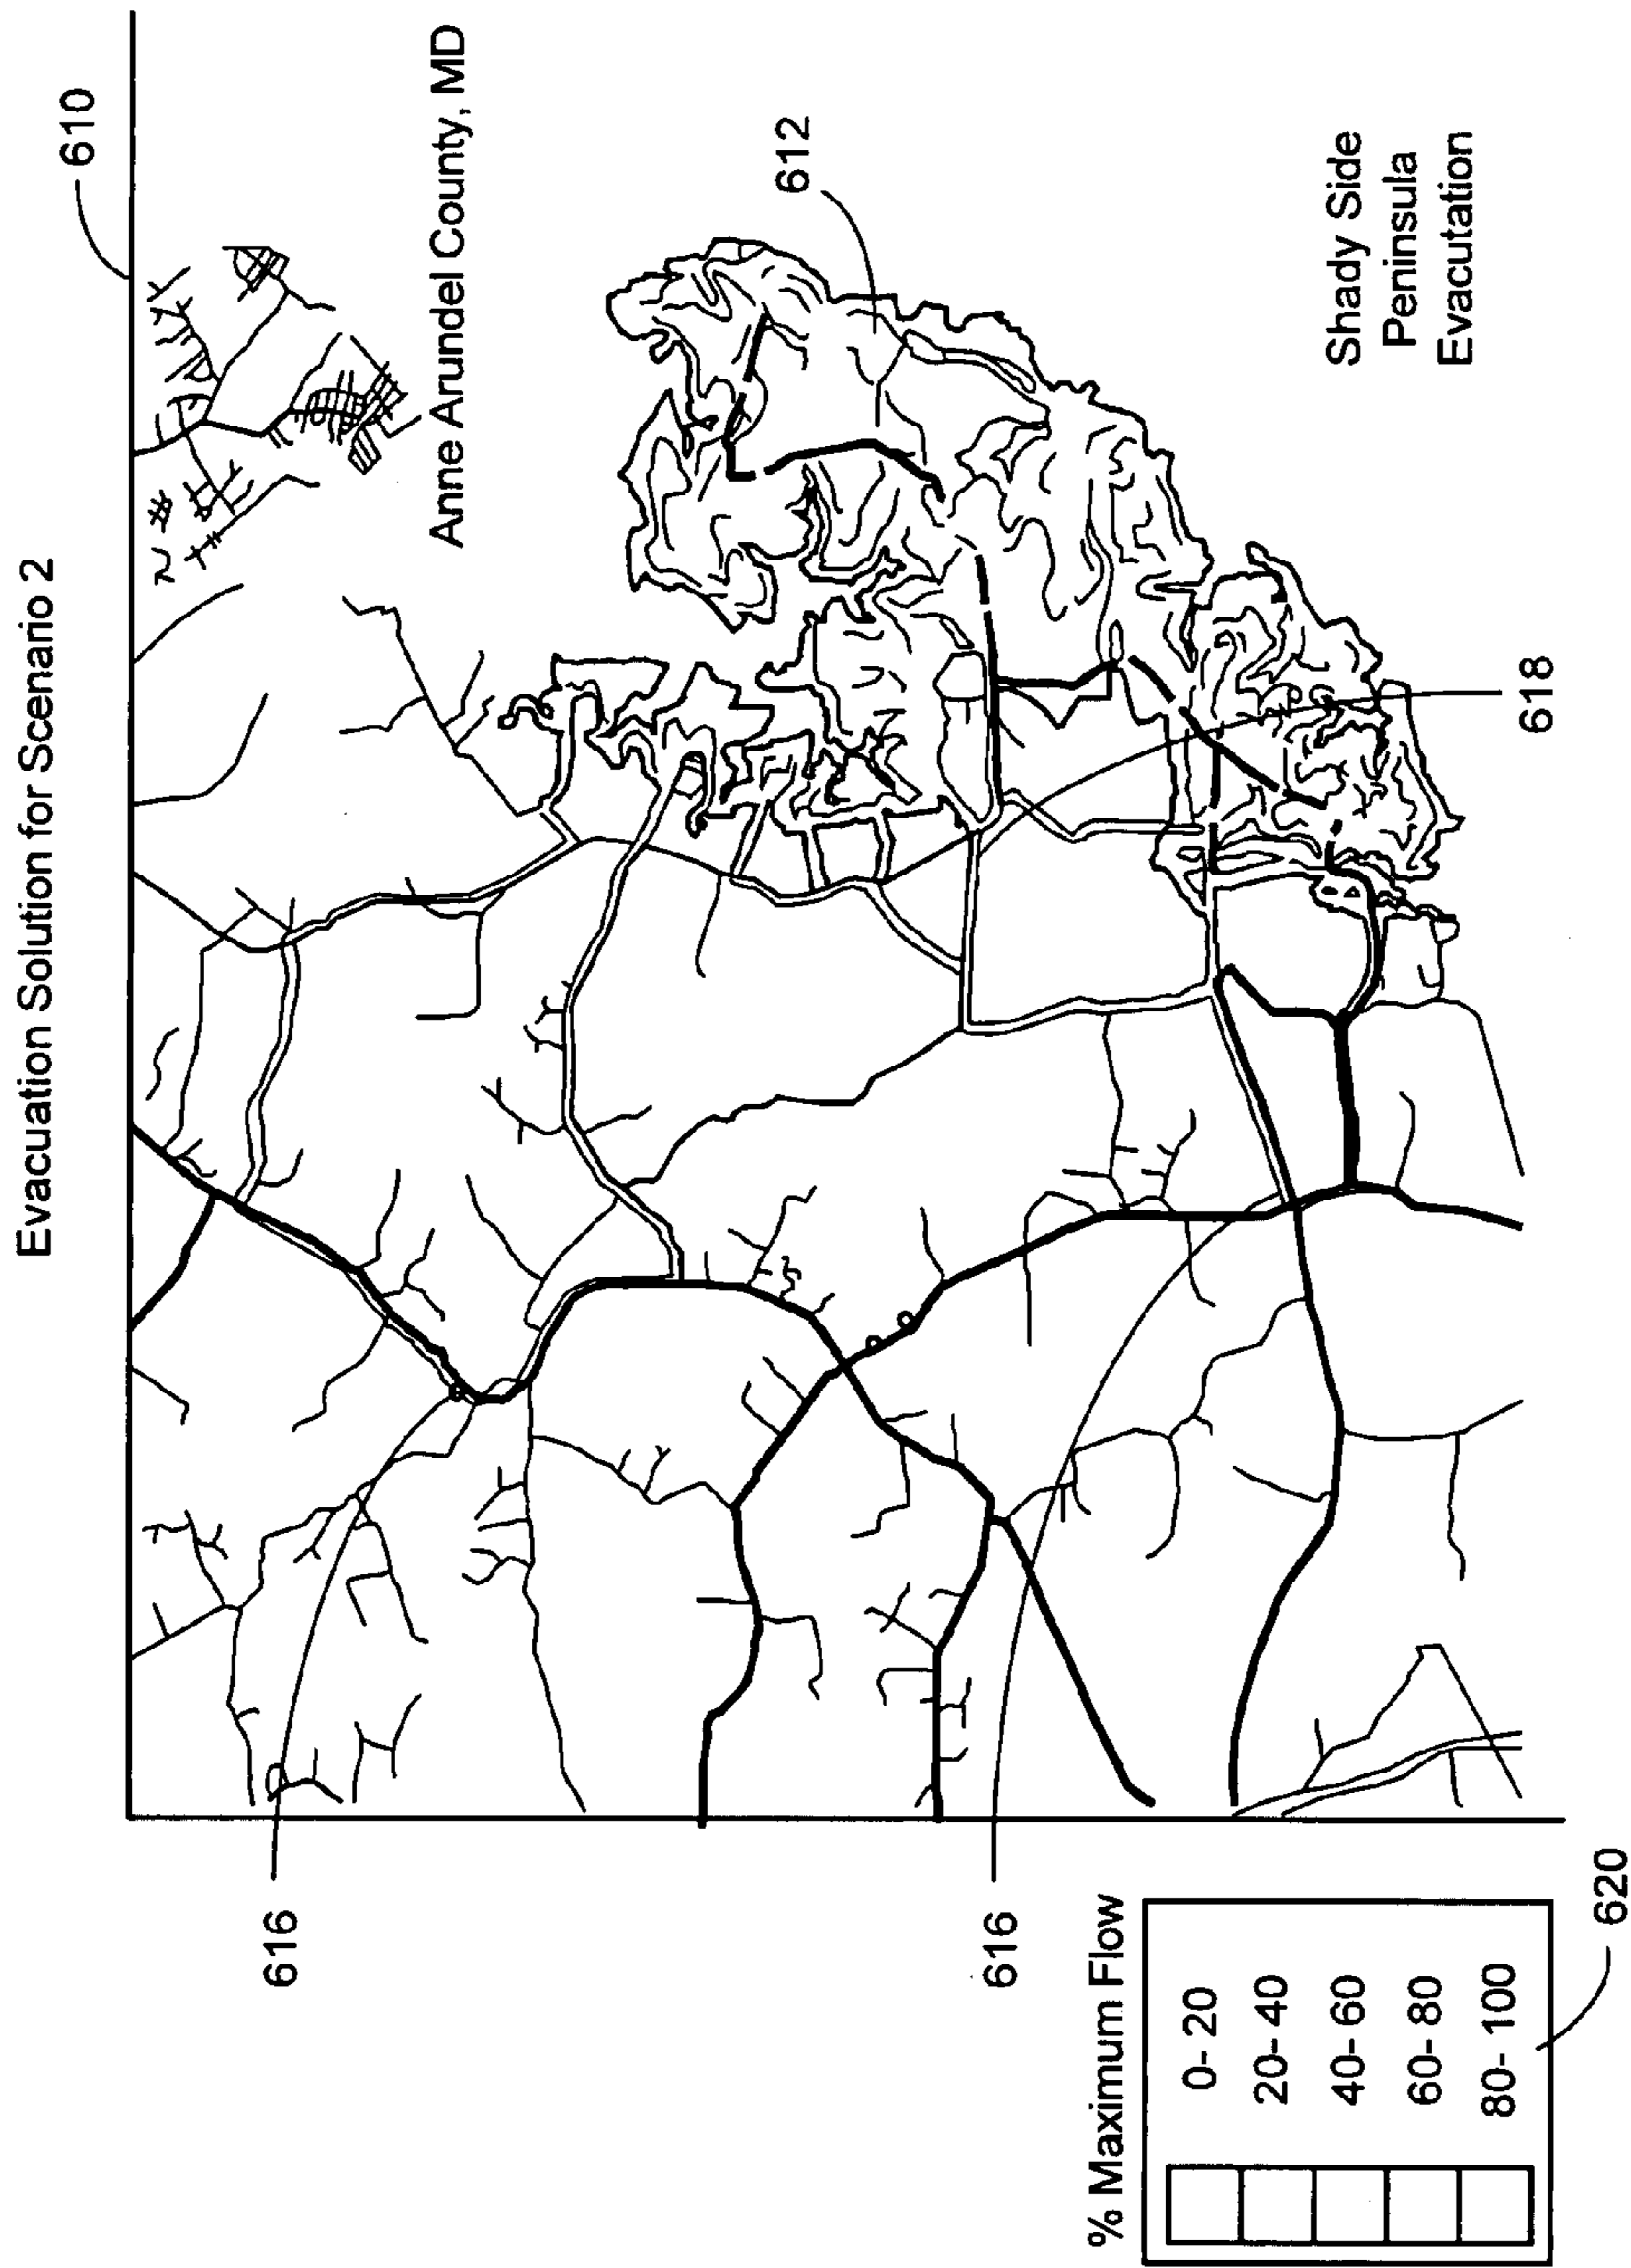 Evacuation Solution for Scenario 2
610
Anne Arundel County, MD
612
Shady Side
Peninsula
Evacutation
618
616
616
% Maximum Flow
0- 20
20- 40
40- 60
60- 80
80- 100
620